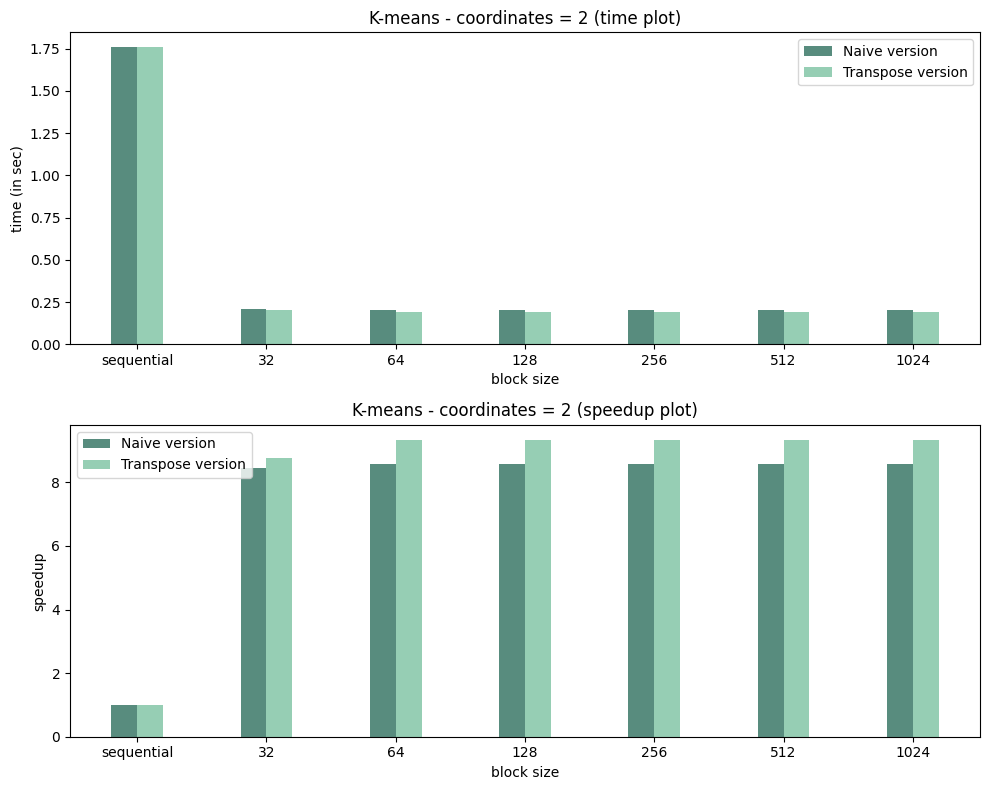 K-means - coordinates = 2 (time plot)
Naive version
Transpose version
time (in sec)
1.75
1.50
1.25
1.00
0.75
0.50
0.25
0.00
sequential 32 64 128 256 512 1024
block size
K-means - coordinates = 2 (speedup plot)
Naive version
Transpose version
speedup
8
6
4
2
0
sequential 32 64 128 256 512 1024
block size